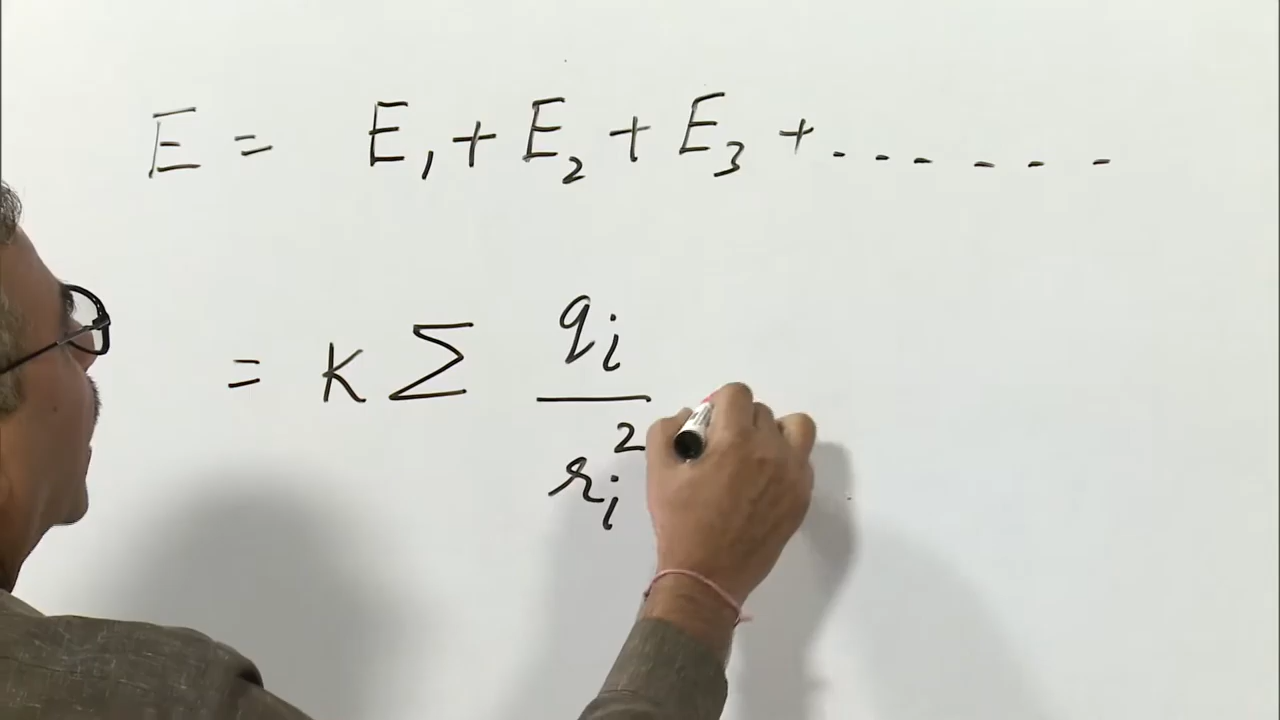 E = E₁ + E₂ + E₃ + . - - - - -
= K Σ qᵢ / rᵢ²